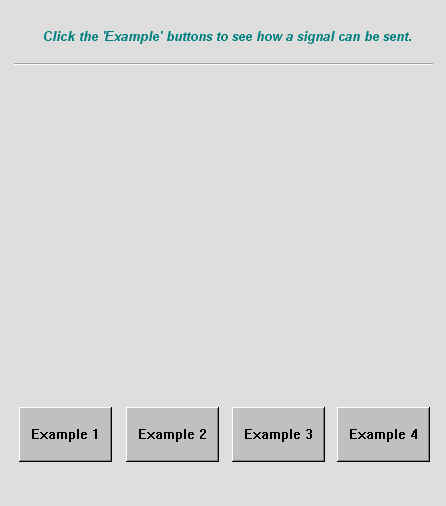 Click the 'Example' buttons to see how a signal can be sent.
Example 1
Example 2
Example 3
Example 4